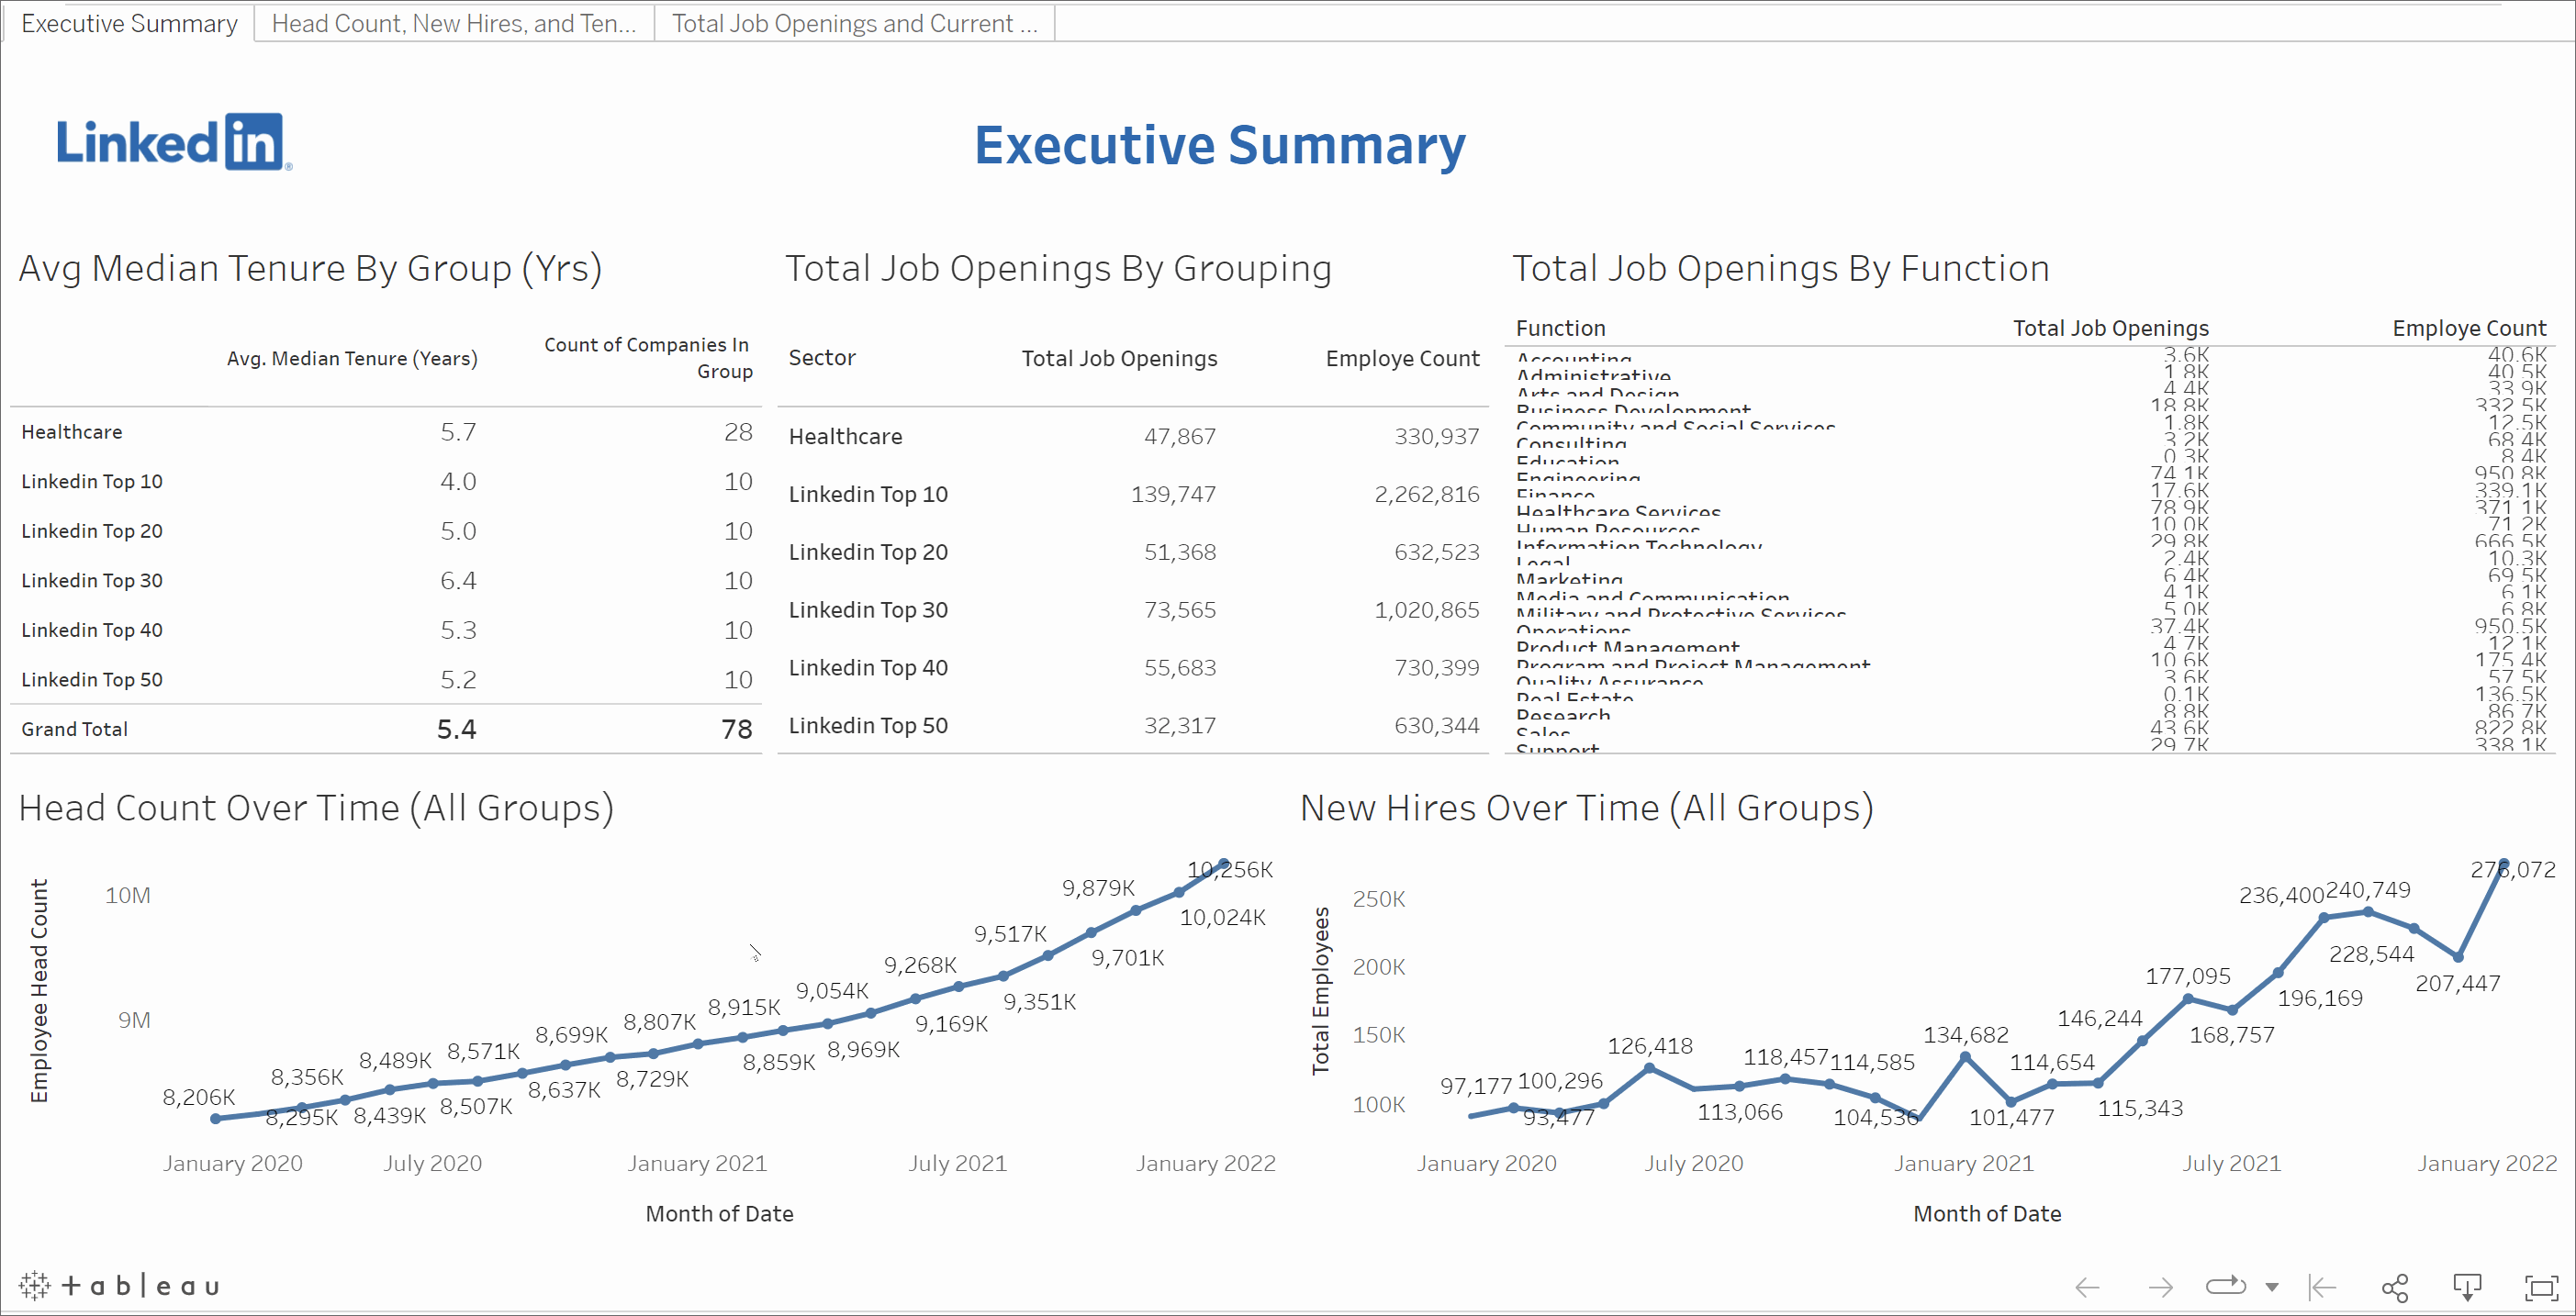 Executive Summary
Head Count, New Hires, and Ten...
Total Job Openings and Current ...
Linked in ®
Executive Summary
Avg Median Tenure By Group (Yrs)
Avg. Median Tenure (Years) Count of Companies In Group
Healthcare 5.7 28
Linkedin Top 10 4.0 10
Linkedin Top 20 5.0 10
Linkedin Top 30 6.4 10
Linkedin Top 40 5.3 10
Linkedin Top 50 5.2 10
Grand Total 5.4 78
Total Job Openings By Grouping
Sector Total Job Openings Employe Count
Healthcare 47,867 330,937
Linkedin Top 10 139,747 2,262,816
Linkedin Top 20 51,368 632,523
Linkedin Top 30 73,565 1,020,865
Linkedin Top 40 55,683 730,399
Linkedin Top 50 32,317 630,344
Total Job Openings By Function
Function Total Job Openings Employe Count
Accounting 3.6K 40.6K
Administrative 1.8K 40.5K
Arts and Design 4.4K 33.9K
Business Development 18.8K 332.5K
Community and Social Services 1.8K 12.5K
Consulting 3.2K 68.4K
Education 0.3K 8.4K
Engineering 74.1K 950.8K
Finance 17.6K 339.1K
Healthcare Services 78.9K 371.1K
Human Resources 10.0K 71.2K
Information Technology 29.8K 666.5K
Legal 2.4K 10.3K
Marketing 6.4K 69.5K
Media and Communication 4.1K 6.1K
Military and Protective Services 5.0K 6.8K
Operations 37.4K 950.5K
Product Management 4.7K 12.1K
Program and Project Management 10.6K 175.4K
Quality Assurance 3.6K 57.5K
Real Estate 0.1K 136.5K
Research 8.8K 86.7K
Sales 43.6K 822.8K
Support 29.7K 338.1K
Head Count Over Time (All Groups)
Employee Head Count
10M
9M
8,206K
8,295K
8,356K
8,439K
8,489K
8,507K
8,571K
8,637K
8,699K
8,729K
8,807K
8,859K
8,915K
8,969K
9,054K
9,169K
9,268K
9,351K
9,517K
9,701K
9,879K
10,024K
10,256K
January 2020 July 2020 January 2021 July 2021 January 2022
Month of Date
New Hires Over Time (All Groups)
Total Employees
250K
200K
150K
100K
97,177
100,296
93,477
126,418
113,066
118,457
114,585
104,536
134,682
101,477
114,654
115,343
146,244
177,095
168,757
196,169
236,400
240,749
228,544
207,447
276,072
January 2020 July 2020 January 2021 July 2021 January 2022
Month of Date
+ableau